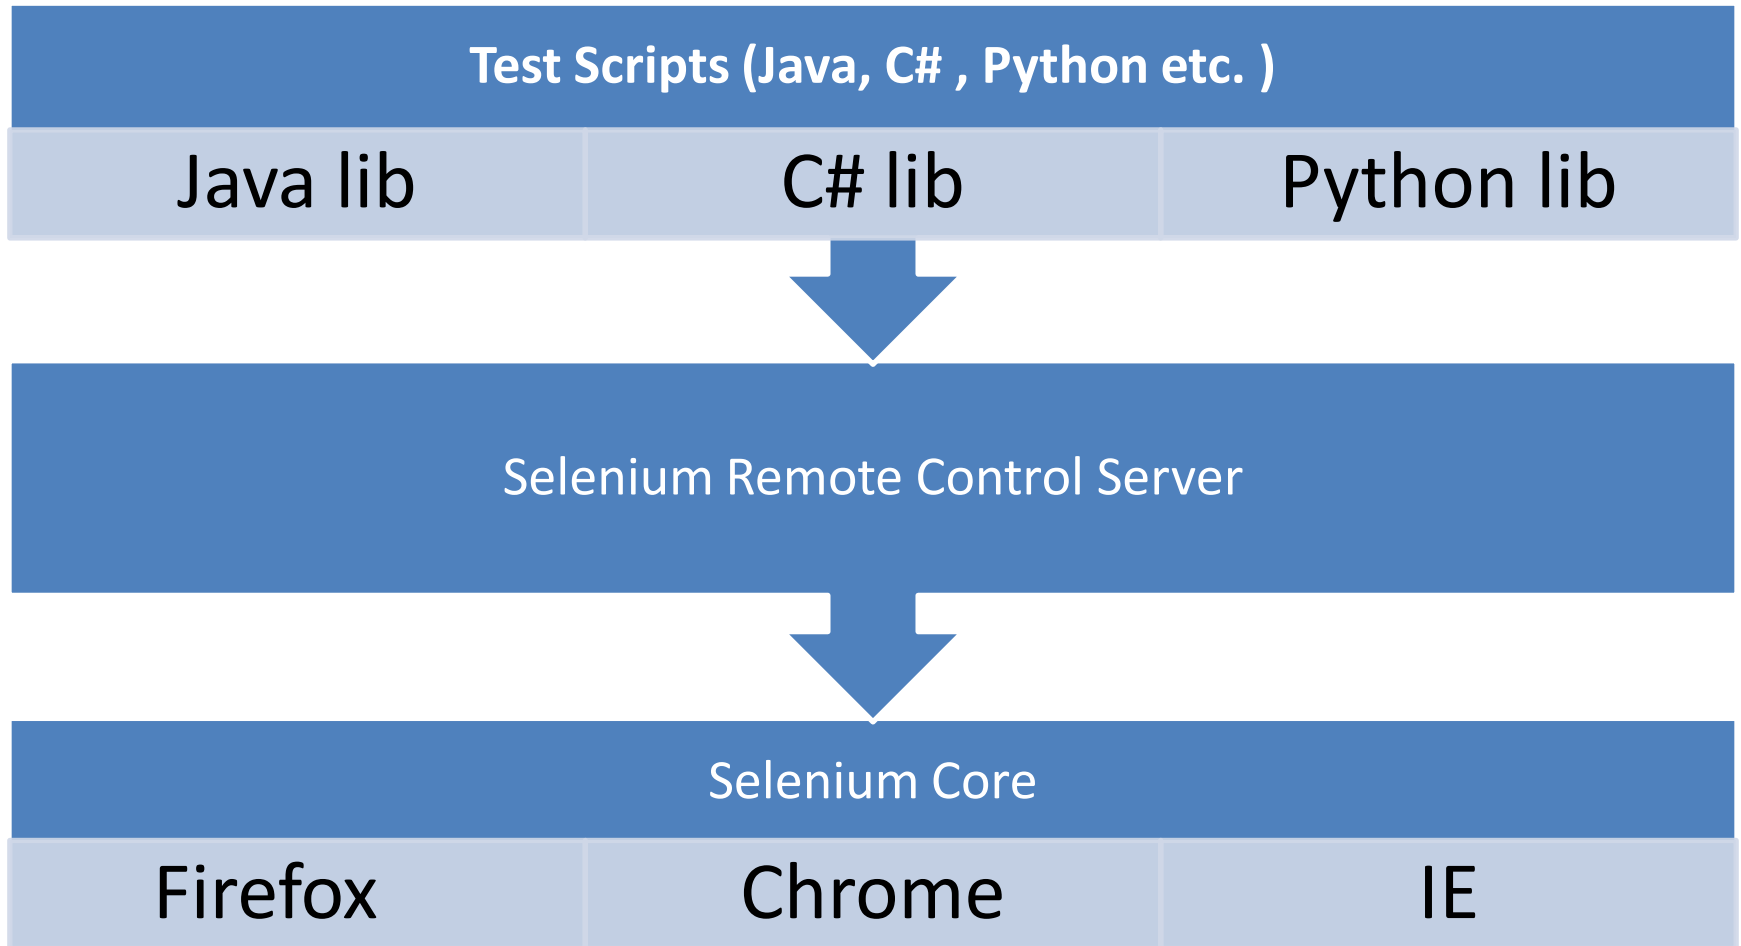 Test Scripts (Java, C# , Python etc. )
Java lib C# lib Python lib
Selenium Remote Control Server
Selenium Core
Firefox Chrome IE